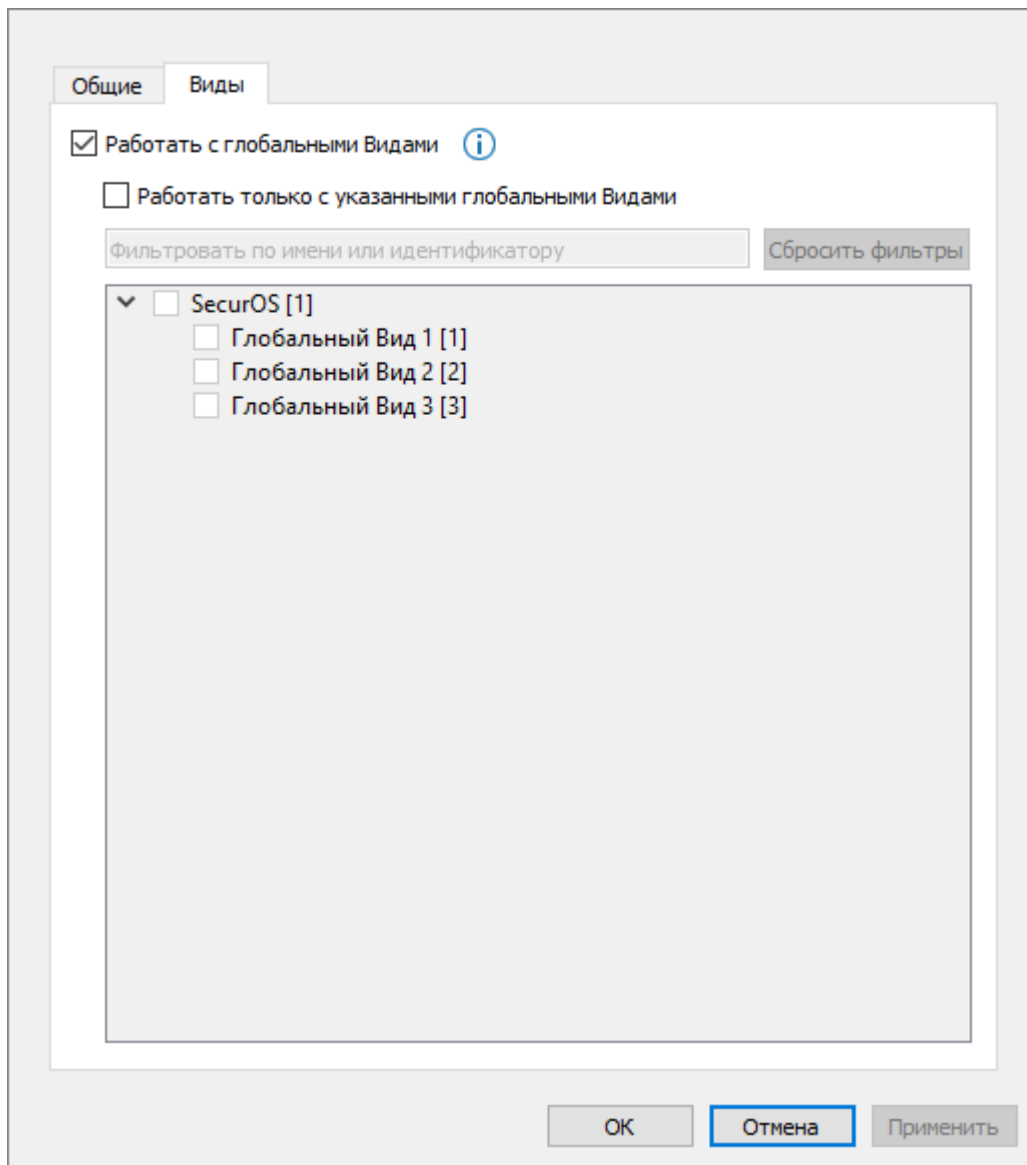 Общие Виды
Работать с глобальными Видами
Работать только с указанными глобальными Видами
Фильтровать по имени или идентификатору Сбросить фильтры
SecurOS [1]
Глобальный Вид 1 [1]
Глобальный Вид 2 [2]
Глобальный Вид 3 [3]
ОК Отмена Применить